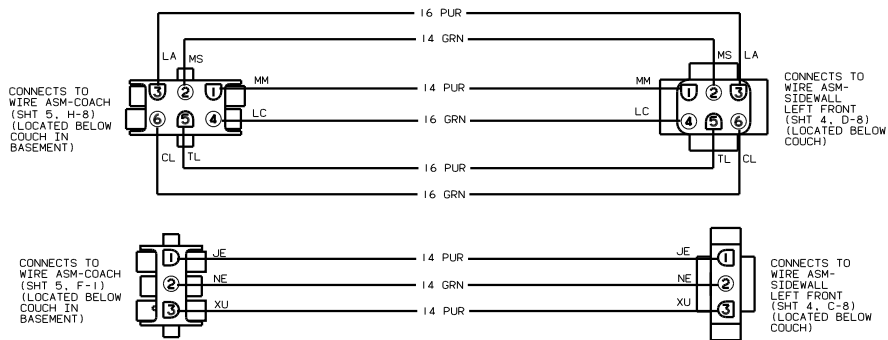 16 PUR
14 GRN
LA MS MS LA
CONNECTS TO
WIRE ASM-COACH
(SHT 5, H-8)
(LOCATED BELOW
COUCH IN
BASEMENT)
3 2 1
6 5 4
MM 14 PUR MM
LC 16 GRN LC
1 2 3
4 5 6
CONNECTS TO
WIRE ASM-
SIDEWALL
LEFT FRONT
(SHT 4, D-8)
(LOCATED BELOW
COUCH)
CL TL TL CL
16 PUR
16 GRN
CONNECTS TO
WIRE ASM-COACH
(SHT 5, F-1)
(LOCATED BELOW
COUCH IN
BASEMENT)
1 JE 14 PUR JE 1
2 NE 14 GRN NE 2
3 XU 14 PUR XU 3
CONNECTS TO
WIRE ASM-
SIDEWALL
LEFT FRONT
(SHT 4, C-8)
(LOCATED BELOW
COUCH)